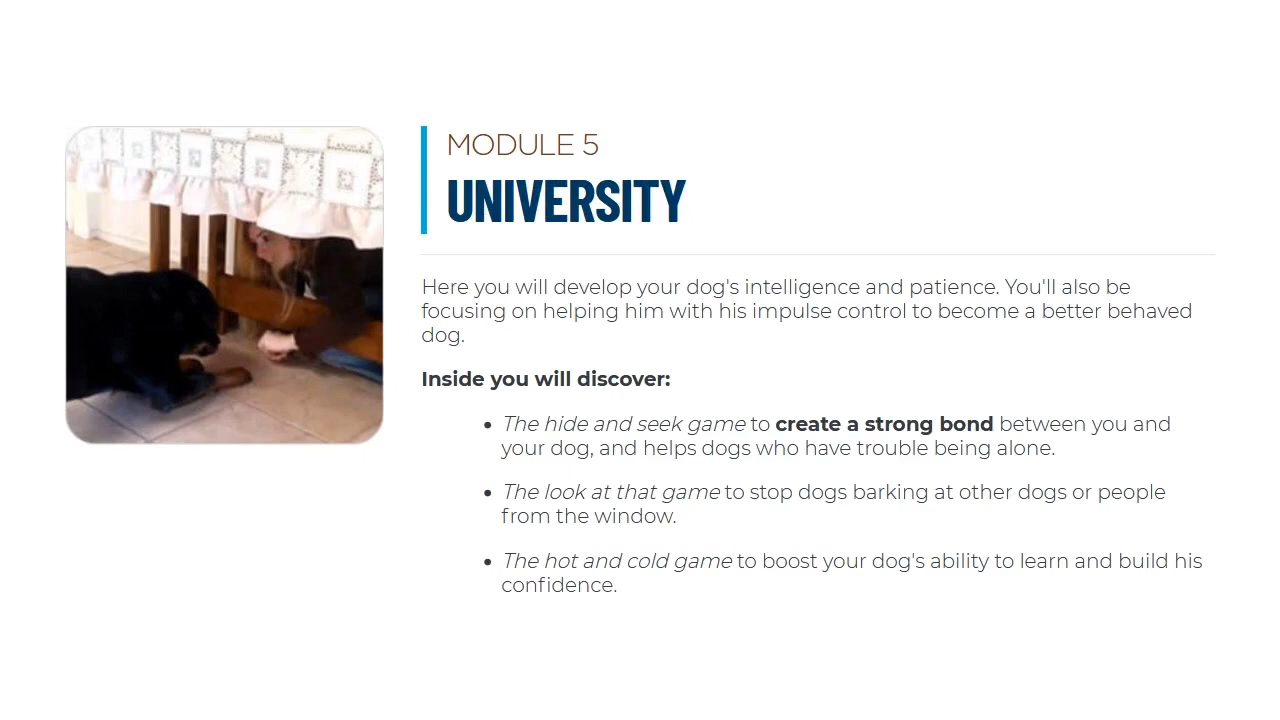 MODULE 5
UNIVERSITY
Here you will develop your dog's intelligence and patience. You'll also be
focusing on helping him with his impulse control to become a better behaved
dog.
Inside you will discover:
• The hide and seek game to create a strong bond between you and
your dog, and helps dogs who have trouble being alone.
• The look at that game to stop dogs barking at other dogs or people
from the window.
• The hot and cold game to boost your dog's ability to learn and build his
confidence.